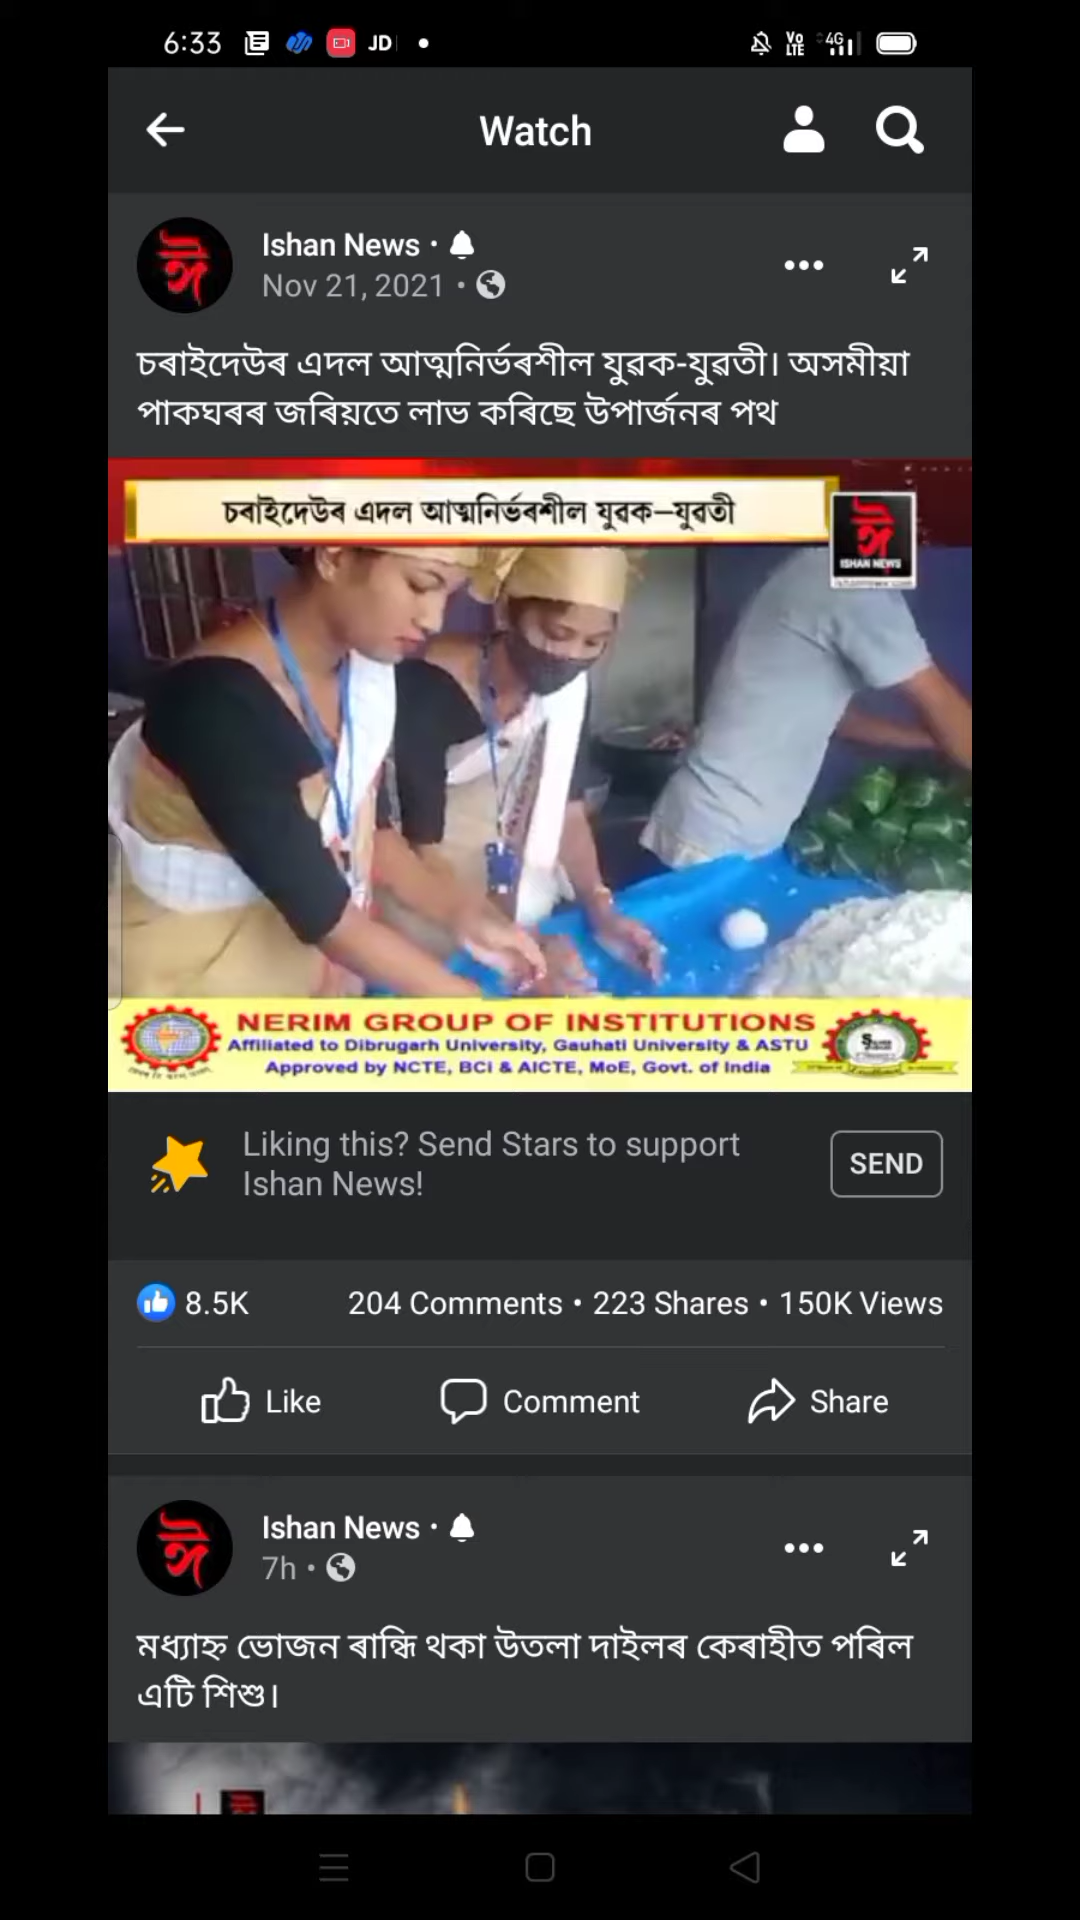 6:33
JD
Vo LTE 4G
Watch
Ishan News
Nov 21, 2021
চৰাইদেউৰ এদল আত্মনিৰ্ভৰশীল যুৱক-যুৱতী। অসমীয়া
পাকঘৰৰ জৰিয়তে লাভ কৰিছে উপাৰ্জনৰ পথ
চৰাইদেউৰ এদল আত্মনিৰ্ভৰশীল যুৱক–যুৱতী
ঈ
ISHAN NEWS
NERIM GROUP OF INSTITUTIONS
Affiliated to Dibrugarh University, Gauhati University & ASTU
Approved by NCTE, BCI & AICTE, MoE, Govt. of India
Liking this? Send Stars to support
Ishan News!
SEND
8.5K 204 Comments • 223 Shares • 150K Views
Like Comment Share
ঈ
Ishan News
7h
মধ্যাহ্ন ভোজন ৰান্ধি থকা উতলা দাইলৰ কেৰাহীত পৰিল
এটি শিশু।